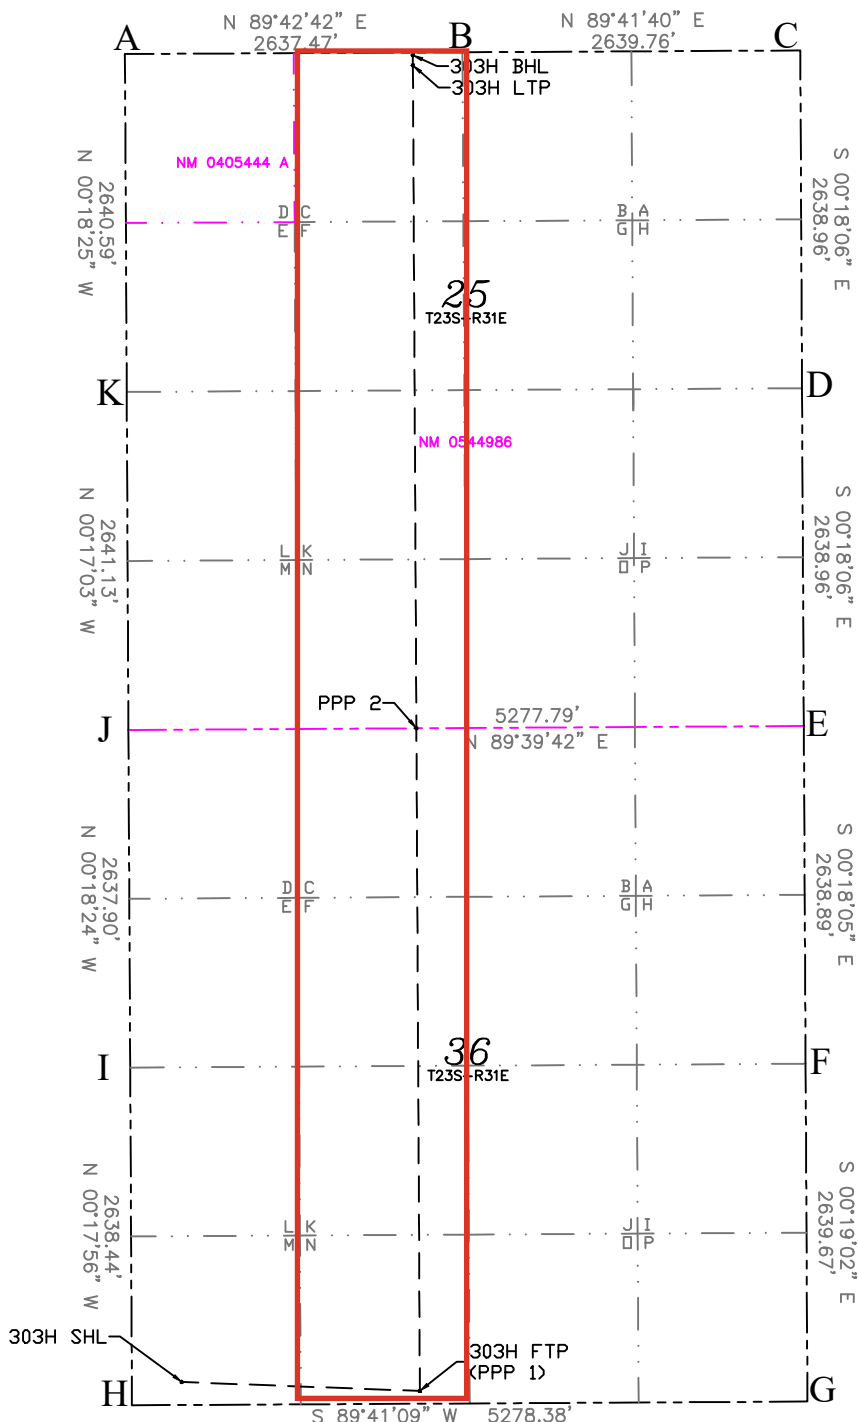 N 89°42'42" E
2637.47'
N 89°41'40" E
2639.76'
A
B
C
303H BHL
303H LTP
NM 0405444 A
N 00°18'25" W
2640.59'
S 00°18'06" E
2638.96'
D C
E F
B A
G H
25
T23S-R31E
K
D
NM 0544986
N 00°17'03" W
2641.13'
S 00°18'06" E
2638.96'
L K
M N
J I
O P
PPP 2
J
5277.79'
E
N 89°39'42" E
N 00°18'24" W
2637.90'
S 00°18'05" E
2638.89'
D C
E F
B A
G H
36
T23S-R31E
I
F
N 00°17'56" W
2638.44'
S 00°19'02" E
2639.67'
L K
M N
J I
O P
303H SHL
303H FTP
(PPP 1)
H
G
S 89°41'09" W 5278.38'